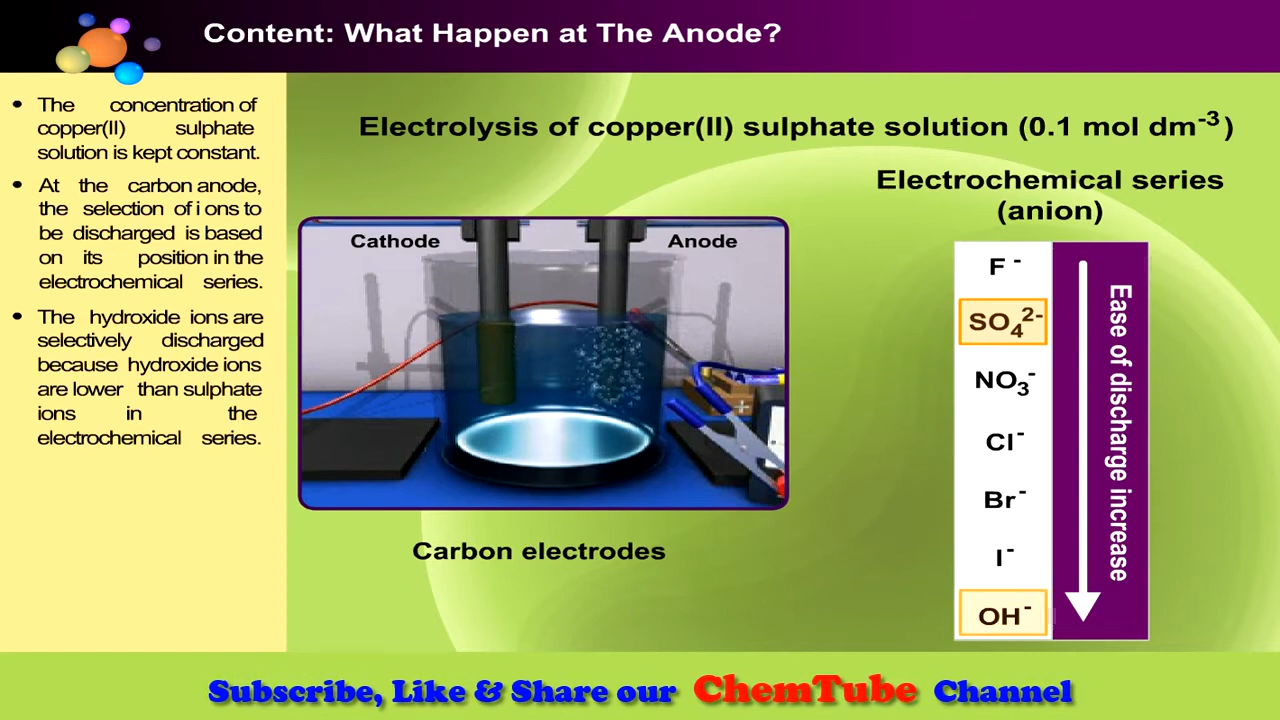 Content: What Happen at The Anode?
• The concentration of
copper(II) sulphate
solution is kept constant.
• At the carbon anode,
the selection of i ons to
be discharged is based
on its position in the
electrochemical series.
• The hydroxide ions are
selectively discharged
because hydroxide ions
are lower than sulphate
ions in the
electrochemical series.
Electrolysis of copper(II) sulphate solution (0.1 mol dm⁻³)
Electrochemical series
(anion)
Cathode
Anode
Carbon electrodes
F⁻
SO₄²⁻
NO₃⁻
Cl⁻
Br⁻
I⁻
OH⁻
Ease of discharge increase
Subscribe, Like & Share our ChemTube Channel